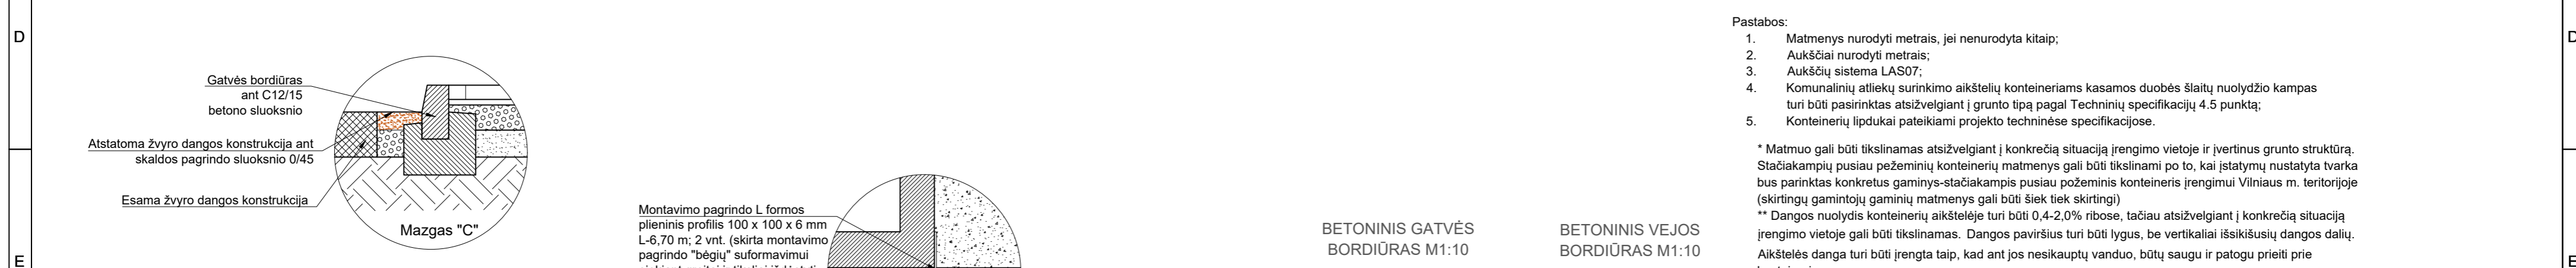 D
Gatvės bordiūras
ant C12/15
betono sluoksnio
Atstatoma žvyro dangos konstrukcija ant
skaldos pagrindo sluoksnio 0/45
Esama žvyro dangos konstrukcija
Mazgas "C"
E
Montavimo pagrindo L formos
plieninis profilis 100 x 100 x 6 mm
L-6,70 m; 2 vnt. (skirta montavimo
pagrindo "bėgių" suformavimui
BETONINIS GATVĖS
BORDIŪRAS M1:10
BETONINIS VEJOS
BORDIŪRAS M1:10
Pastabos:
1. Matmenys nurodyti metrais, jei nenurodyta kitaip;
2. Aukščiai nurodyti metrais;
3. Aukščių sistema LAS07;
4. Komunalinių atliekų surinkimo aikštelių konteineriams kasamos duobės šlaitų nuolydžio kampas
turi būti pasirinktas atsižvelgiant į grunto tipą pagal Techninių specifikacijų 4.5 punktą;
5. Konteinerių lipdukai pateikiami projekto techninėse specifikacijose.
* Matmuo gali būti tikslinamas atsižvelgiant į konkrečią situaciją įrengimo vietoje ir įvertinus grunto struktūrą.
Stačiakampių pusiau pežeminių konteinerių matmenys gali būti tikslinami po to, kai įstatymų nustatyta tvarka
bus parinktas konkretus gaminys-stačiakampis pusiau požeminis konteineris įrengimui Vilniaus m. teritorijoje
(skirtingų gamintojų gaminių matmenys gali būti šiek tiek skirtingi)
** Dangos nuolydis konteinerių aikštelėje turi būti 0,4-2,0% ribose, tačiau atsižvelgiant į konkrečią situaciją
įrengimo vietoje gali būti tikslinamas. Dangos paviršius turi būti lygus, be vertikaliai išsikišusių dangos dalių.
Aikštelės danga turi būti įrengta taip, kad ant jos nesikauptų vanduo, būtų saugu ir patogu prieiti prie
D
E